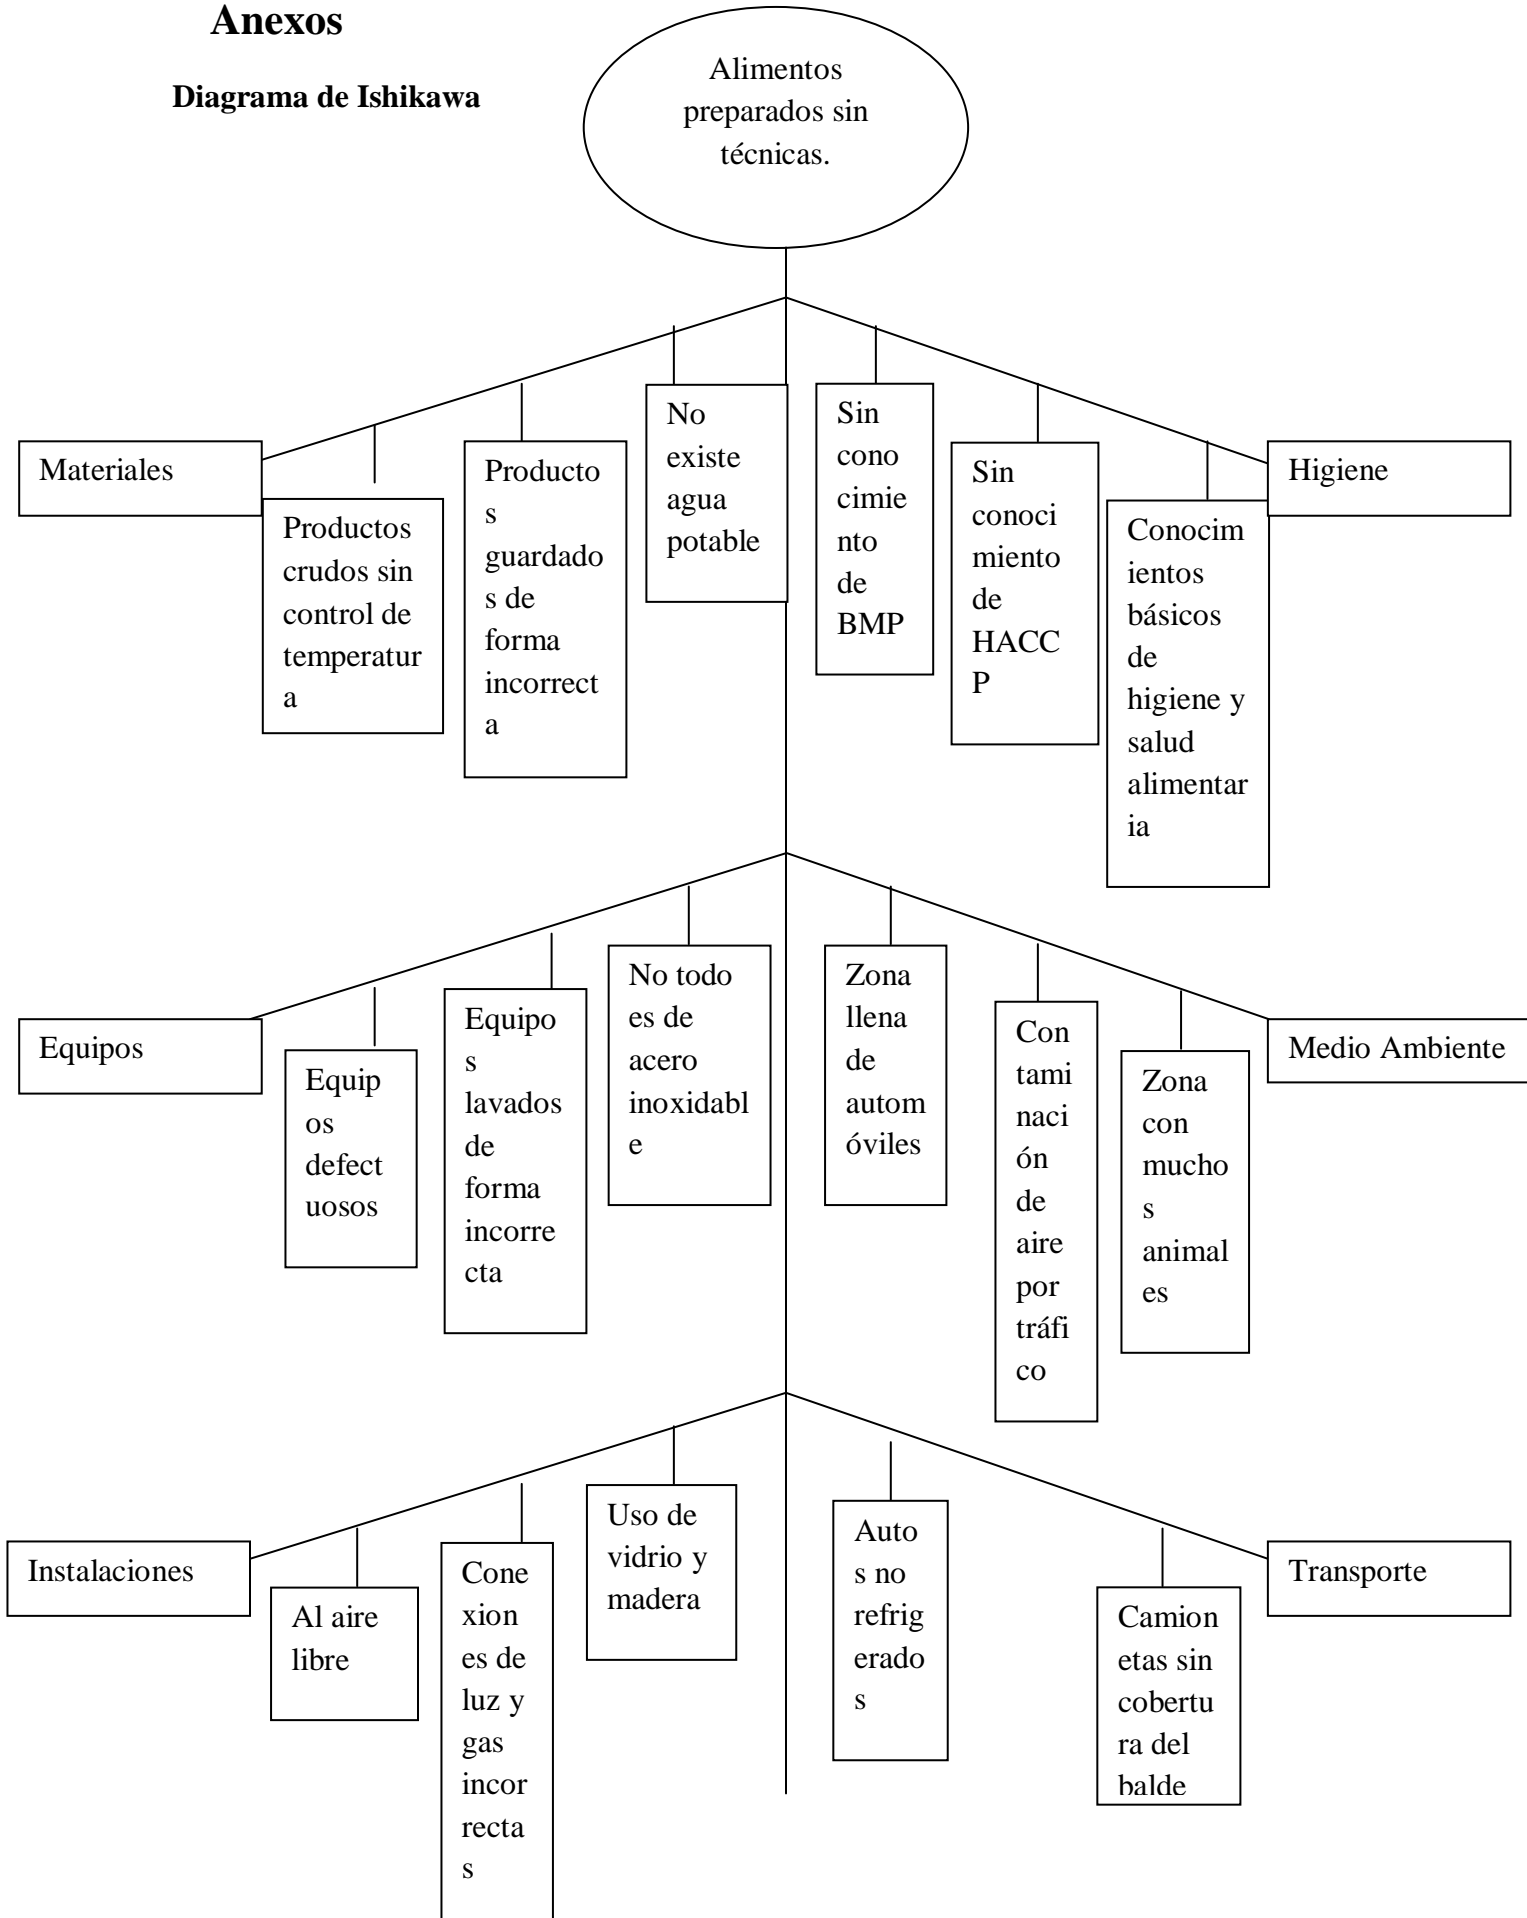 Anexos
Diagrama de Ishikawa
Alimentos
preparados sin
técnicas.
Materiales
Productos
crudos sin
control de
temperatur
a
Producto
s
guardado
s de
forma
incorrect
a
No
existe
agua
potable
Sin
cono
cimie
nto
de
BMP
Sin
conoci
miento
de
HACC
P
Conocim
ientos
básicos
de
higiene y
salud
alimentar
ia
Higiene
Equipos
Equip
os
defect
uosos
Equipo
s
lavados
de
forma
incorre
cta
No todo
es de
acero
inoxidabl
e
Zona
llena
de
autom
óviles
Con
tami
naci
ón
de
aire
por
tráfi
co
Zona
con
mucho
s
animal
es
Medio Ambiente
Instalaciones
Al aire
libre
Cone
xion
es de
luz y
gas
incor
recta
s
Uso de
vidrio y
madera
Auto
s no
refrig
erado
s
Camion
etas sin
cobertu
ra del
balde
Transporte